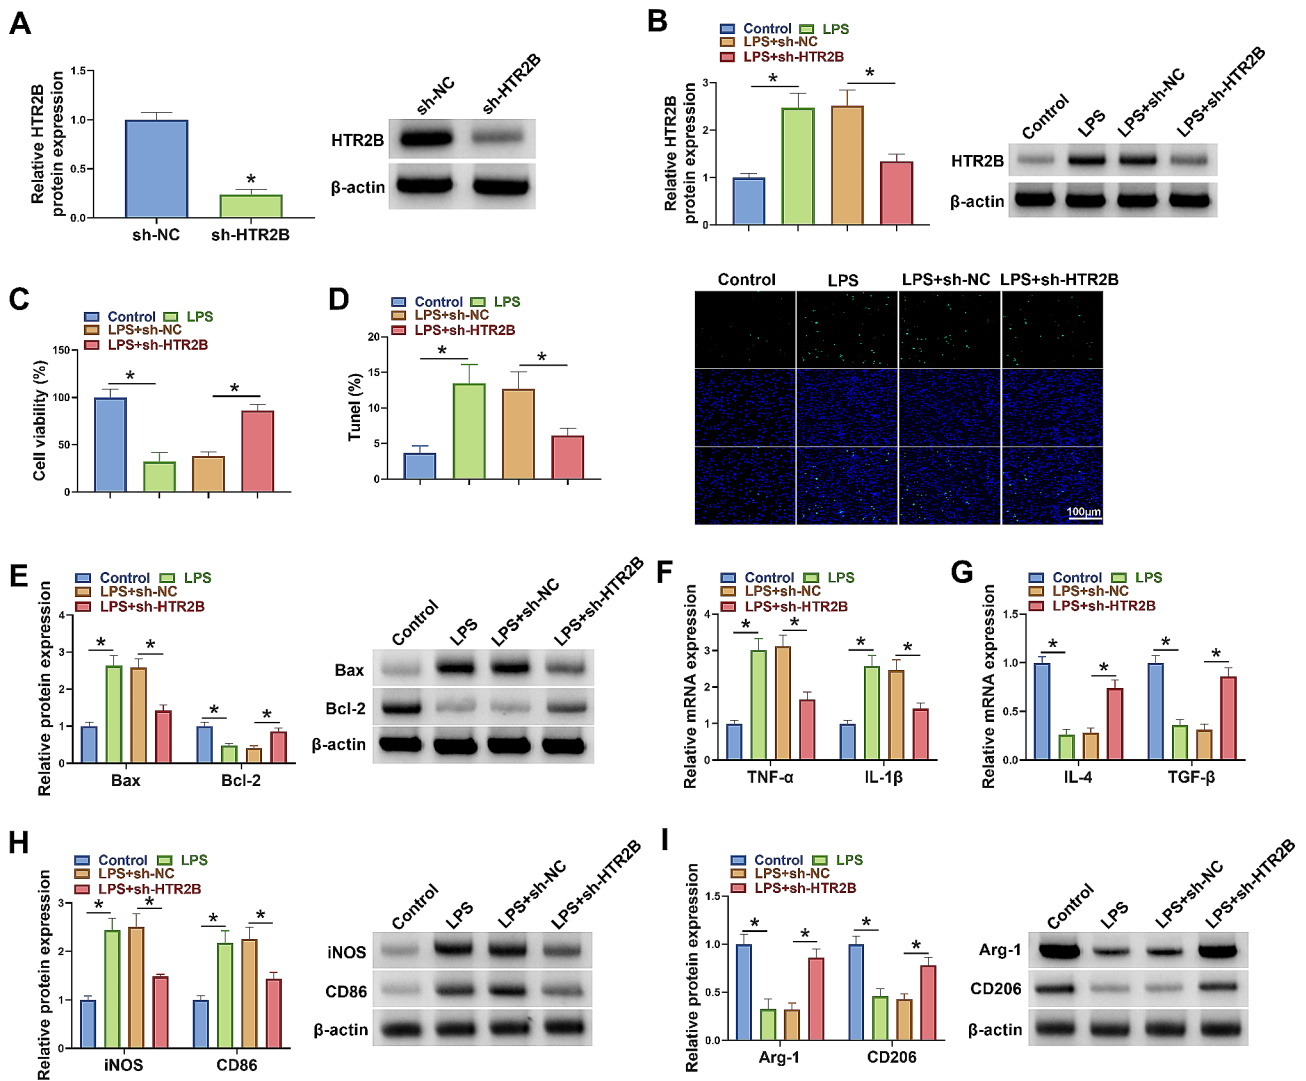 A
Relative HTR2B
protein expression
1.5
1.0
0.5
0.0
*
sh-NC
sh-HTR2B
sh-NC
sh-HTR2B
HTR2B
β-actin
B
Control
LPS
LPS+sh-NC
LPS+sh-HTR2B
Relative HTR2B
protein expression
3
2
1
0
*
*
Control
LPS
LPS+sh-NC
LPS+sh-HTR2B
HTR2B
β-actin
C
Control
LPS
LPS+sh-NC
LPS+sh-HTR2B
Cell viability (%)
150
100
50
0
*
*
D
Control
LPS
LPS+sh-NC
LPS+sh-HTR2B
Tunel (%)
20
15
10
5
0
*
*
Control
LPS
LPS+sh-NC
LPS+sh-HTR2B
100μm
E
Control
LPS
LPS+sh-NC
LPS+sh-HTR2B
Relative protein expression
4
3
2
1
0
*
*
*
*
Bax
Bcl-2
Control
LPS
LPS+sh-NC
LPS+sh-HTR2B
Bax
Bcl-2
β-actin
F
Control
LPS
LPS+sh-NC
LPS+sh-HTR2B
Relative mRNA expression
4
3
2
1
0
*
*
*
*
TNF-α
IL-1β
G
Control
LPS
LPS+sh-NC
LPS+sh-HTR2B
Relative mRNA expression
1.5
1.0
0.5
0.0
*
*
*
*
IL-4
TGF-β
H
Control
LPS
LPS+sh-NC
LPS+sh-HTR2B
Relative protein expression
3
2
1
0
*
*
*
*
iNOS
CD86
Control
LPS
LPS+sh-NC
LPS+sh-HTR2B
iNOS
CD86
β-actin
I
Control
LPS
LPS+sh-NC
LPS+sh-HTR2B
Relative protein expression
1.5
1.0
0.5
0.0
*
*
*
*
Arg-1
CD206
Control
LPS
LPS+sh-NC
LPS+sh-HTR2B
Arg-1
CD206
β-actin